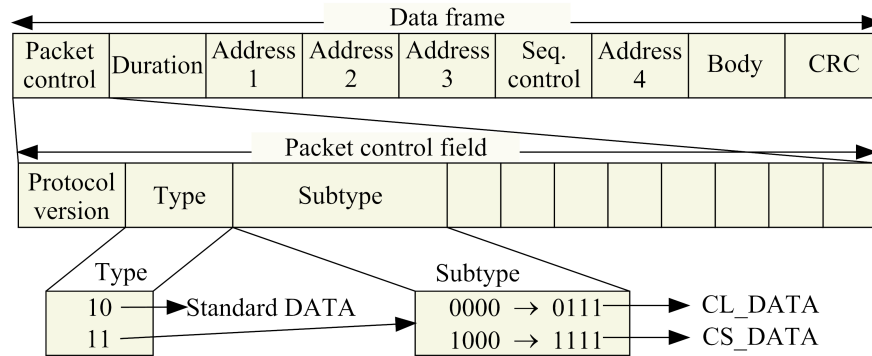 Data frame
Packet control Duration Address 1 Address 2 Address 3 Seq. control Address 4 Body CRC
Packet control field
Protocol version Type Subtype
Type Subtype
10 Standard DATA 0000 → 0111 CL_DATA
11 1000 → 1111 CS_DATA